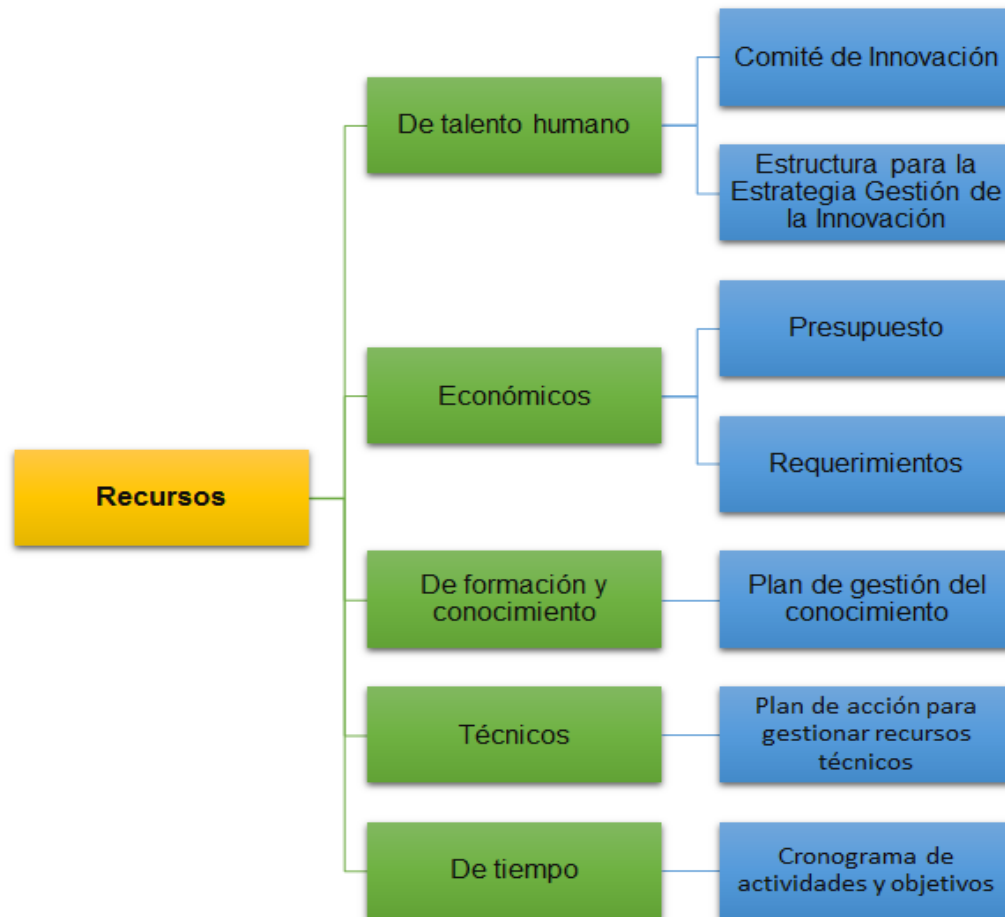 Recursos
De talento humano
Comité de Innovación
Estructura para la
Estrategia Gestión de
la Innovación
Económicos
Presupuesto
Requerimientos
De formación y
conocimiento
Plan de gestión del
conocimiento
Técnicos
Plan de acción para
gestionar recursos
técnicos
De tiempo
Cronograma de
actividades y objetivos